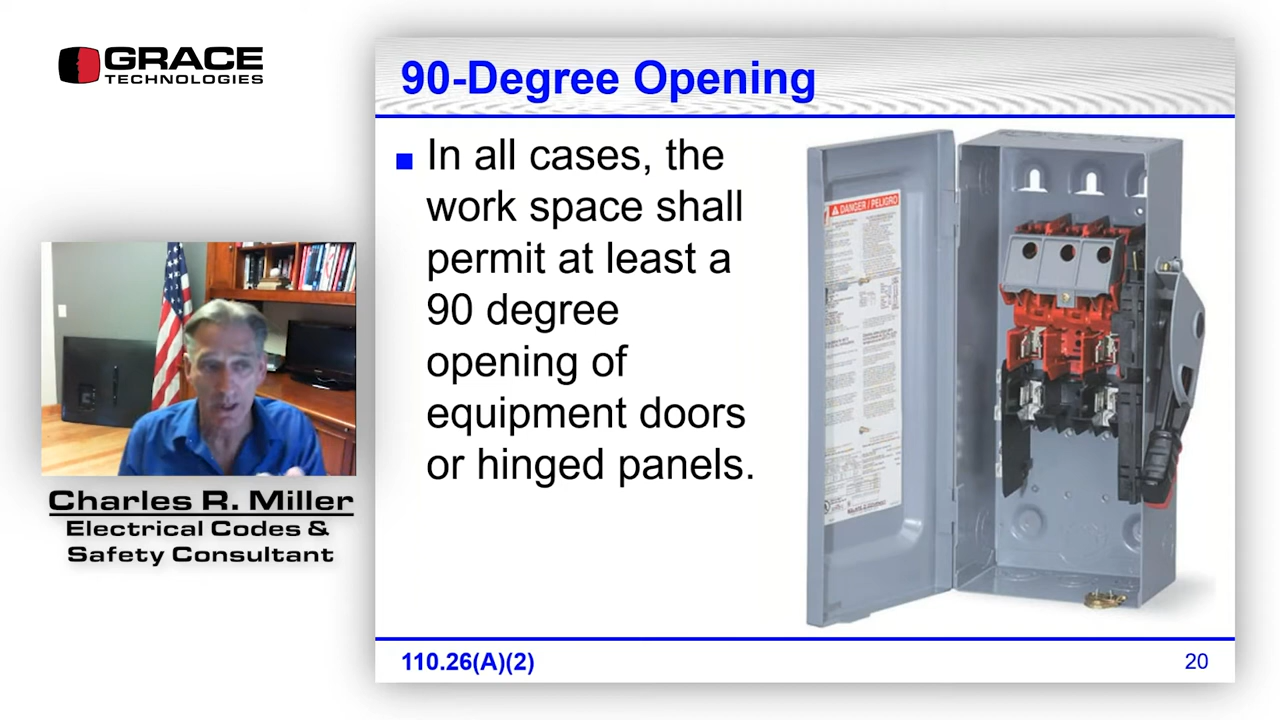 GRACE
TECHNOLOGIES
90-Degree Opening
■ In all cases, the
work space shall
permit at least a
90 degree
opening of
equipment doors
or hinged panels.
DANGER / PELIGRO
Charles R. Miller
Electrical Codes &
Safety Consultant
110.26(A)(2)
20